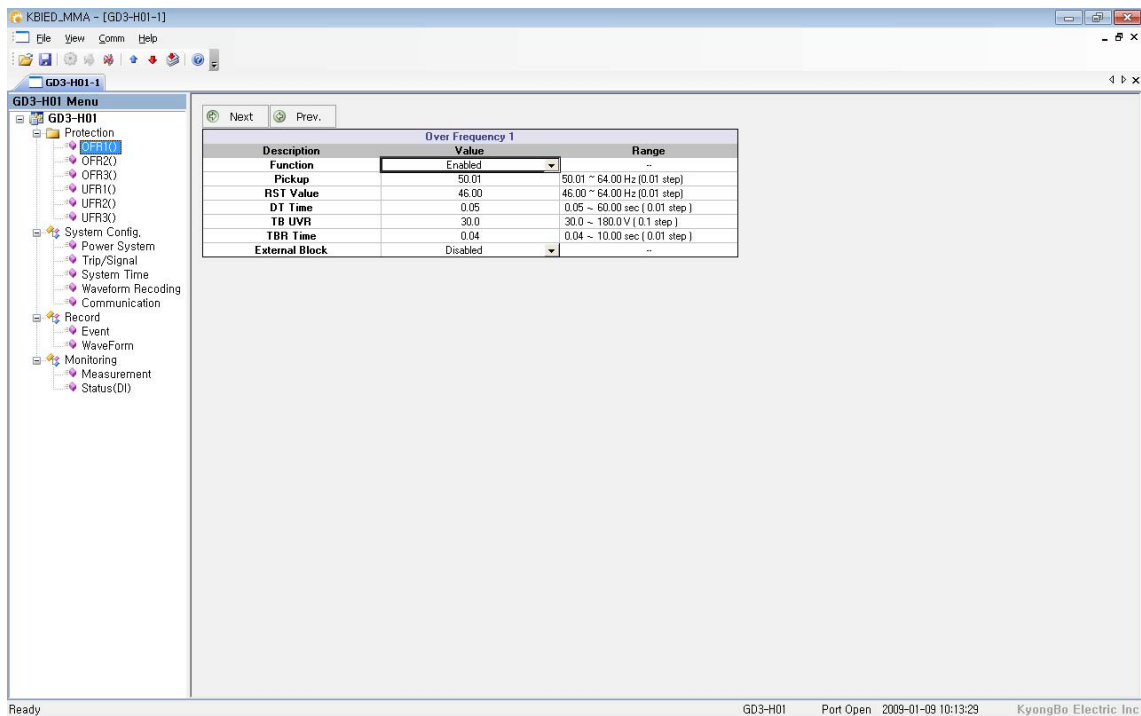 KBIED_MMA - [GD3-H01-1]
File View Comm Help
GD3-H01-1
GD3-H01 Menu
GD3-H01
Protection
OFR1()
OFR2()
OFR3()
UFR1()
UFR2()
UFR3()
System Config.
Power System
Trip/Signal
System Time
Waveform Recoding
Communication
Record
Event
WaveForm
Monitoring
Measurement
Status(DI)
Next Prev.
Over Frequency 1
Description Value Range
Function Enabled --
Pickup 50.01 50.01 ~ 64.00 Hz (0.01 step)
RST Value 46.00 46.00 ~ 64.00 Hz (0.01 step)
DT Time 0.05 0.05 ~ 60.00 sec ( 0.01 step )
TB UVR 30.0 30.0 ~ 180.0 V ( 0.1 step )
TBR Time 0.04 0.04 ~ 10.00 sec ( 0.01 step )
External Block Disabled --
Ready GD3-H01 Port Open 2009-01-09 10:13:29 KyongBo Electric Inc